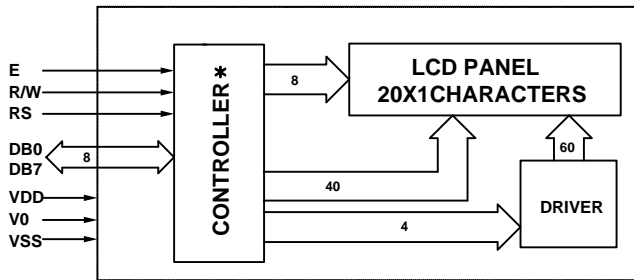 E
R/W
RS
DB0
DB7
8
VDD
V0
VSS
CONTROLLER*
8
LCD PANEL
20X1CHARACTERS
40
60
4
DRIVER